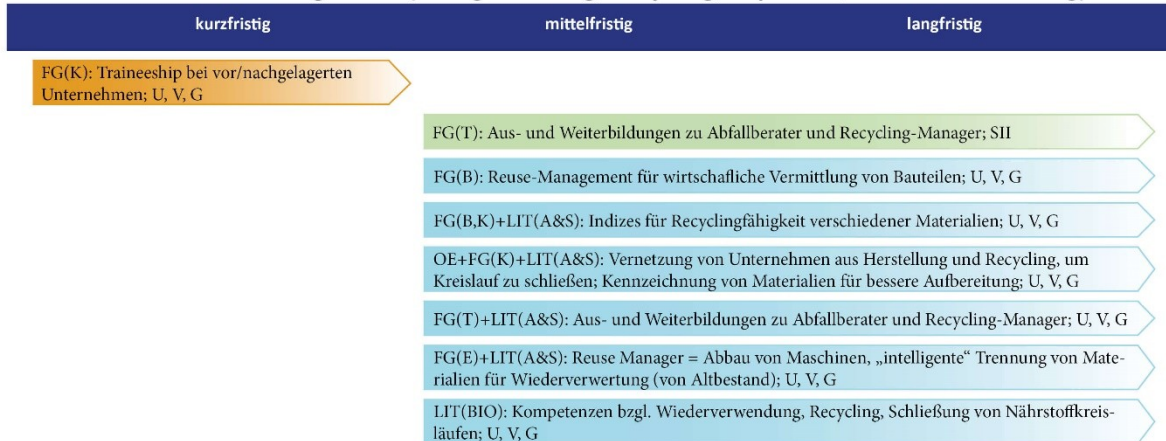 kurzfristig mittelfristig langfristig
FG(K): Traineeship bei vor/nachgelagerten
Unternehmen; U, V, G
FG(T): Aus- und Weiterbildungen zu Abfallberater und Recycling-Manager; SII
FG(B): Reuse-Management für wirtschafliche Vermittlung von Bauteilen; U, V, G
FG(B,K)+LIT(A&S): Indizes für Recyclingfähigkeit verschiedener Materialien; U, V, G
OE+FG(K)+LIT(A&S): Vernetzung von Unternehmen aus Herstellung und Recycling, um
Kreislauf zu schließen; Kennzeichnung von Materialien für bessere Aufbereitung; U, V, G
FG(T)+LIT(A&S): Aus- und Weiterbildungen zu Abfallberater und Recycling-Manager; U, V, G
FG(E)+LIT(A&S): Reuse Manager = Abbau von Maschinen, „intelligente“ Trennung von Mate-
rialien für Wiederverwertung (von Altbestand); U, V, G
LIT(BIO): Kompetenzen bzgl. Wiederverwendung, Recycling, Schließung von Nährstoffkreis-
läufen; U, V, G